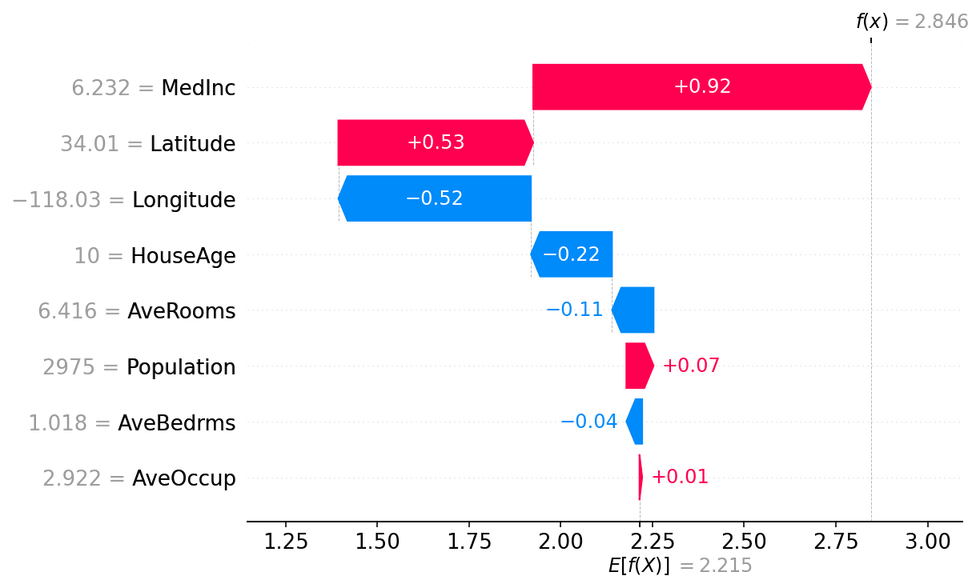 f(x) = 2.846
6.232 = MedInc +0.92
34.01 = Latitude +0.53
−118.03 = Longitude −0.52
10 = HouseAge −0.22
6.416 = AveRooms −0.11
2975 = Population +0.07
1.018 = AveBedrms −0.04
2.922 = AveOccup +0.01
1.25 1.50 1.75 2.00 2.25 2.50 2.75 3.00
E[f(X)] = 2.215